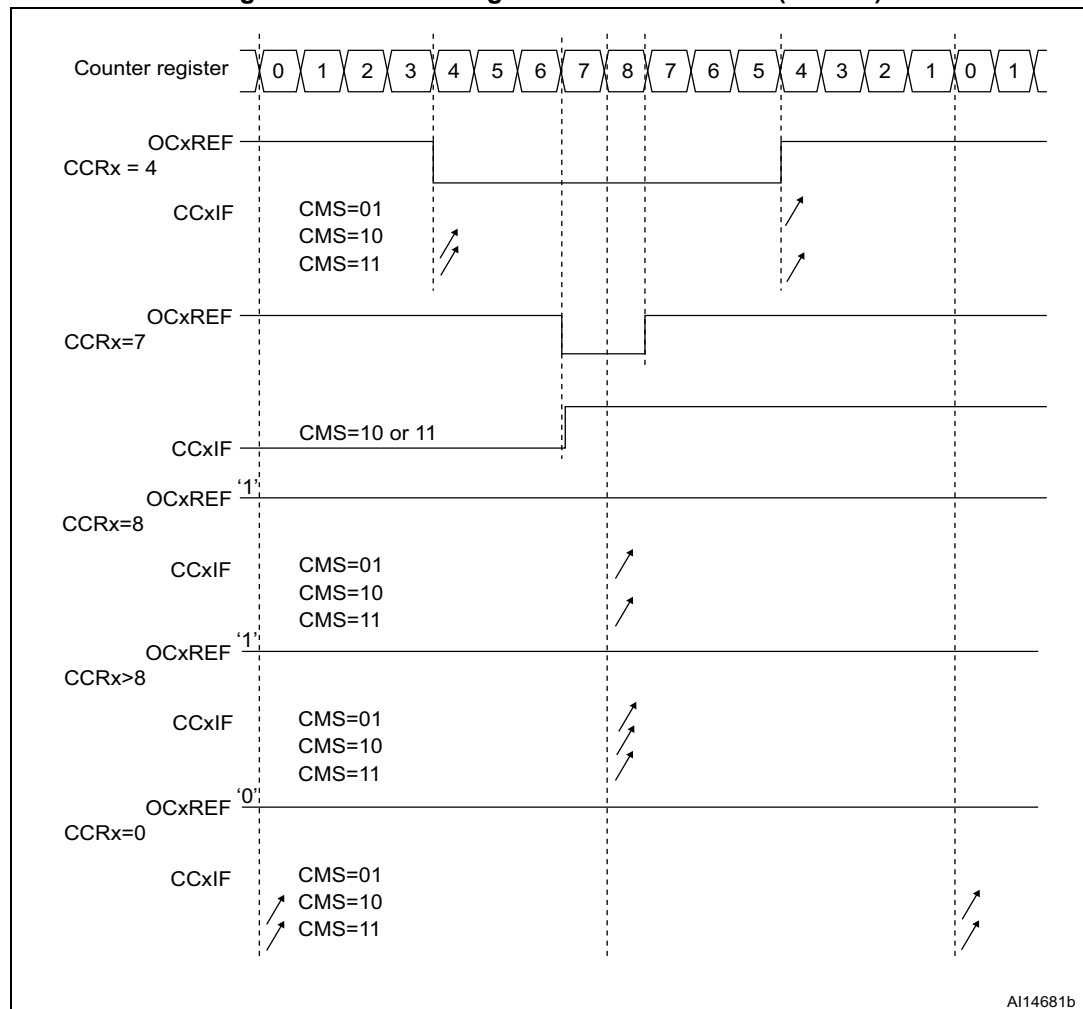 Counter register 0 1 2 3 4 5 6 7 8 7 6 5 4 3 2 1 0 1
OCxREF
CCRx = 4
CCxIF CMS=01
CMS=10
CMS=11
OCxREF
CCRx=7
CCxIF CMS=10 or 11
OCxREF '1'
CCRx=8
CCxIF CMS=01
CMS=10
CMS=11
OCxREF '1'
CCRx>8
CCxIF CMS=01
CMS=10
CMS=11
OCxREF '0'
CCRx=0
CCxIF CMS=01
CMS=10
CMS=11
AI14681b